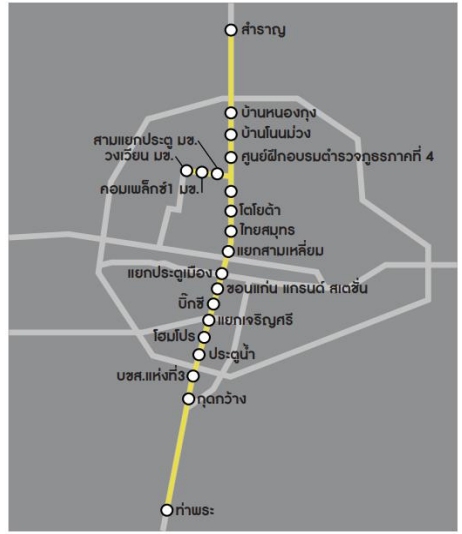 สำราญ
บ้านหนองกุง
บ้านโนนม่วง
สามแยกประตู มข.
วงเวียน มข.
ศูนย์ฝึกอบรมตำรวจภูธรภาคที่ 4
คอมเพล็กซ์1 มข.
โตโยต้า
ไทยสมุทร
แยกสามเหลี่ยม
แยกประตูเมือง
ขอนแก่น แกรนด์ สเตชั่น
บิ๊กซี
แยกเจริญศรี
โฮมโปร
ประตูน้ำ
บขส.แห่งที่3
กุดกว้าง
ท่าพระ